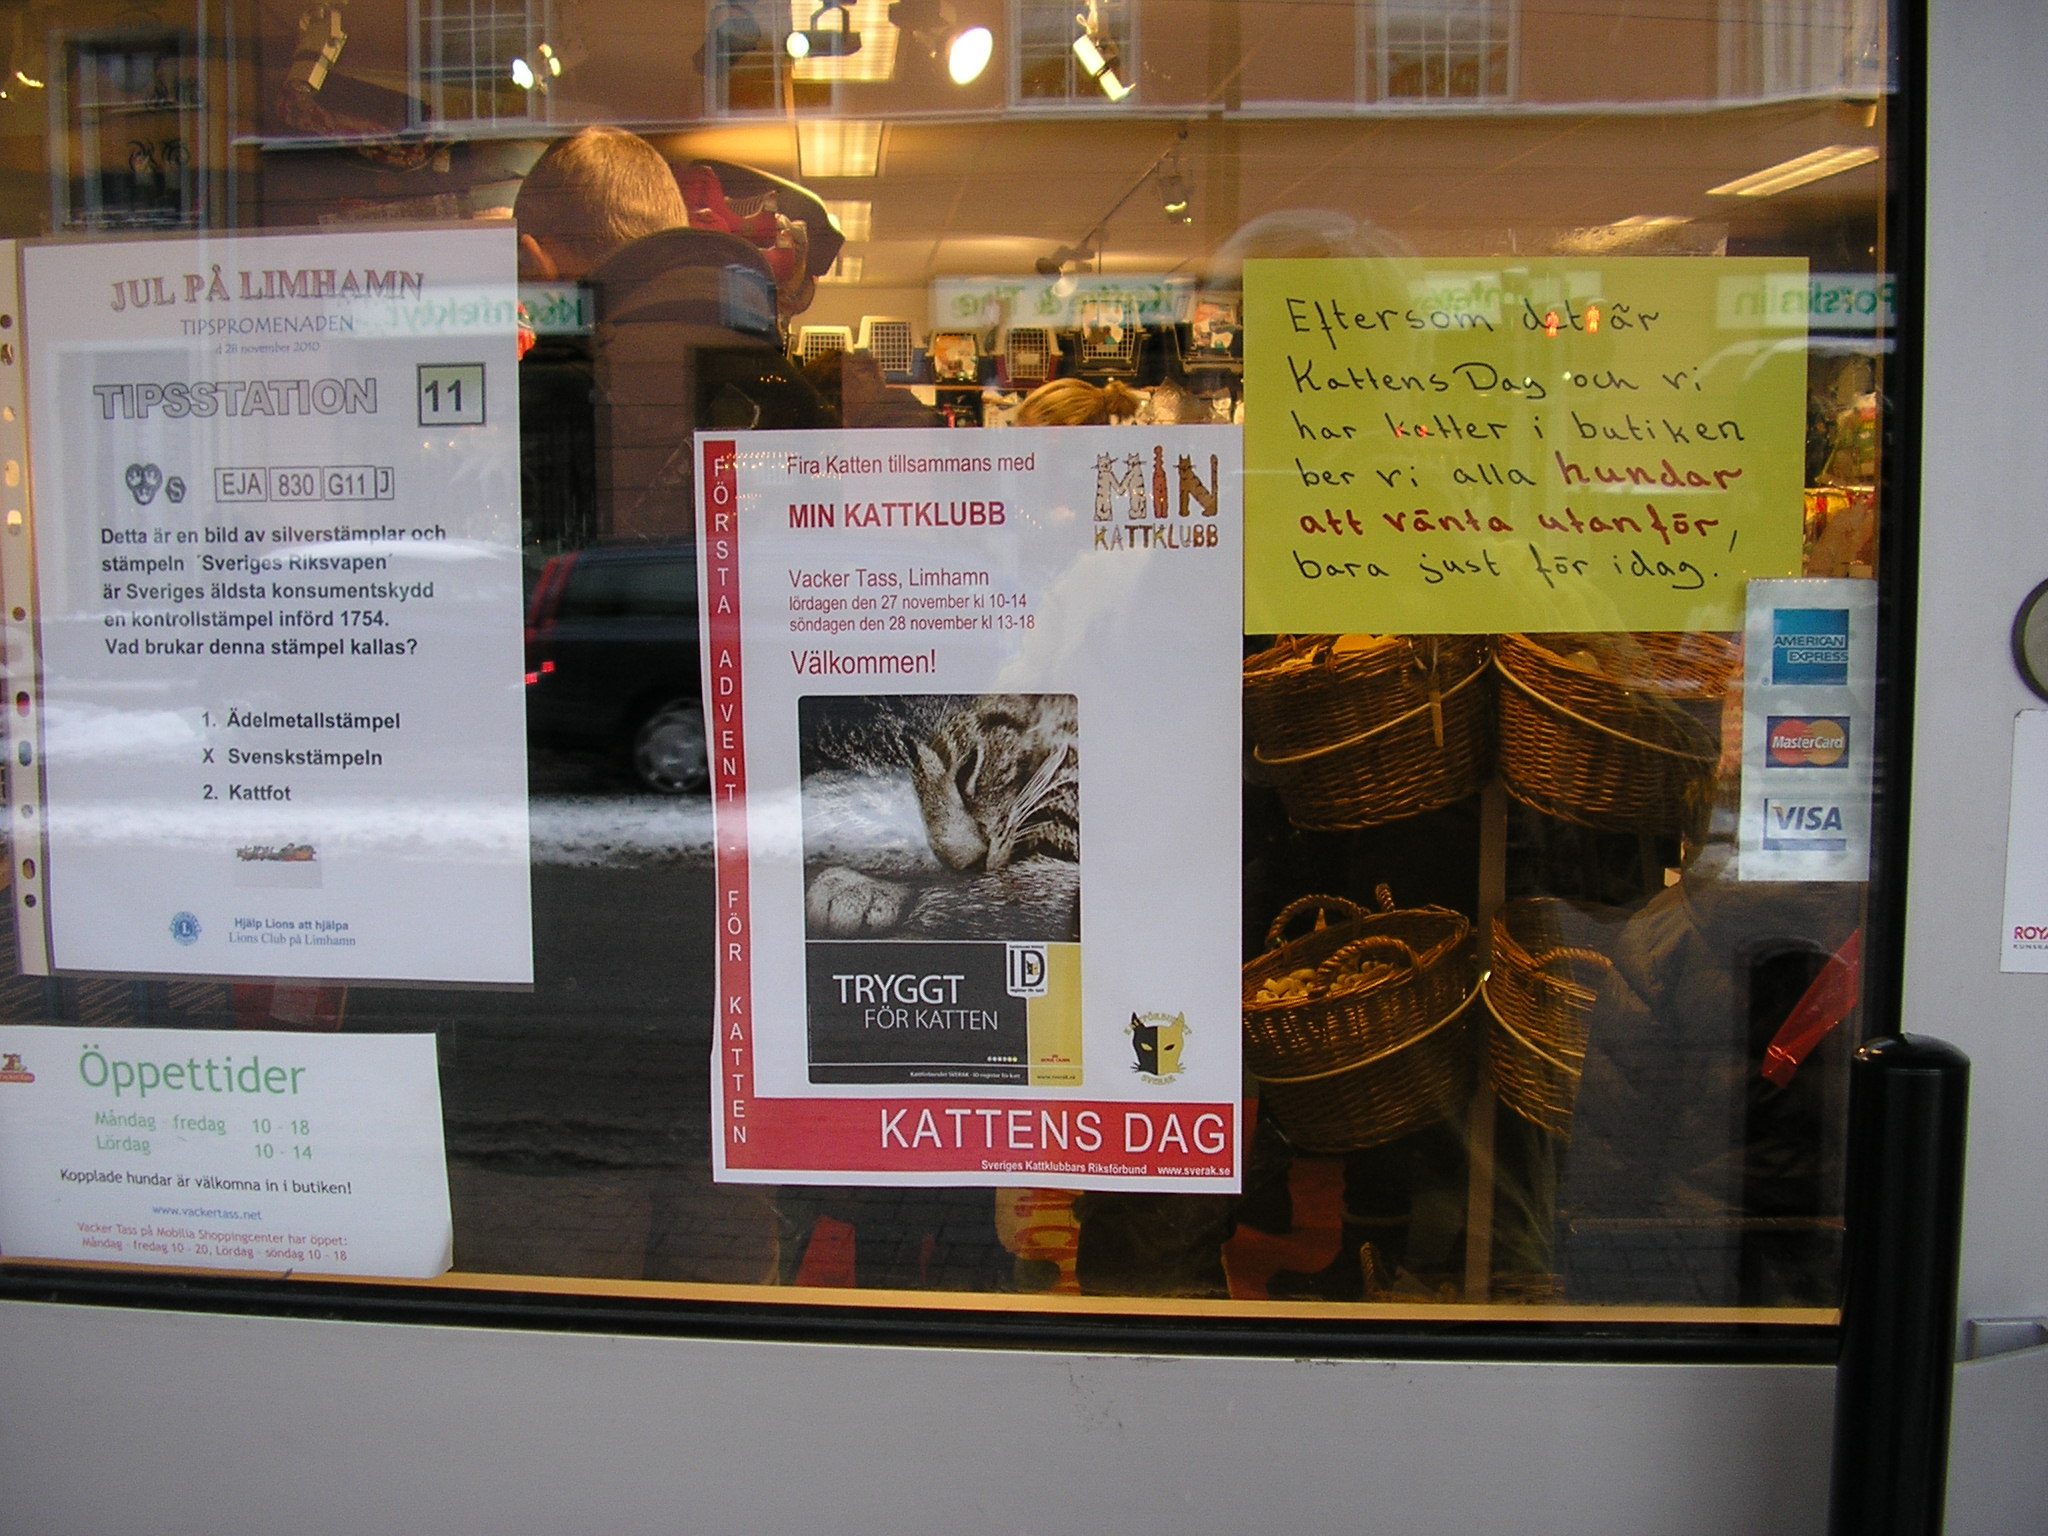 JUL PÅ LIMHAMN
TIPSPROMENADEN
d 28 november 2010
TIPSSTATION 11
S EJA 830 G11 J
Detta är en bild av silverstämplar och
stämpeln ´Sveriges Riksvapen´
är Sveriges äldsta konsumentskydd
en kontrollstämpel införd 1754.
Vad brukar denna stämpel kallas?
1. Ädelmetallstämpel
X Svenskstämpeln
2. Kattfot
L
Hjälp Lions att hjälpa
Lions Club på Limhamn
Öppettider
Måndag - fredag 10 - 18
Lördag 10 - 14
Kopplade hundar är välkomna in i butiken!
www.vackertass.net
Vacker Tass på Mobilia Shoppingcenter har öppet:
Måndag - fredag 10 - 20, Lördag - söndag 10 - 18
FÖRSTA ADVENT - FÖR KATTEN
Fira Katten tillsammans med
MIN KATTKLUBB
MIN
KATTKLUBB
Vacker Tass, Limhamn
lördagen den 27 november kl 10-14
söndagen den 28 november kl 13-18
Välkommen!
ID
TRYGGT
FÖR KATTEN
www.sverak.se
SVERAK
KATTENS DAG
Sveriges Kattklubbars Riksförbund www.sverak.se
Eftersom det är
Kattens Dag och vi
har katter i butiken
ber vi alla hundar
att vänta utanför,
bara just för idag.
AMERICAN
EXPRESS
MasterCard
VISA